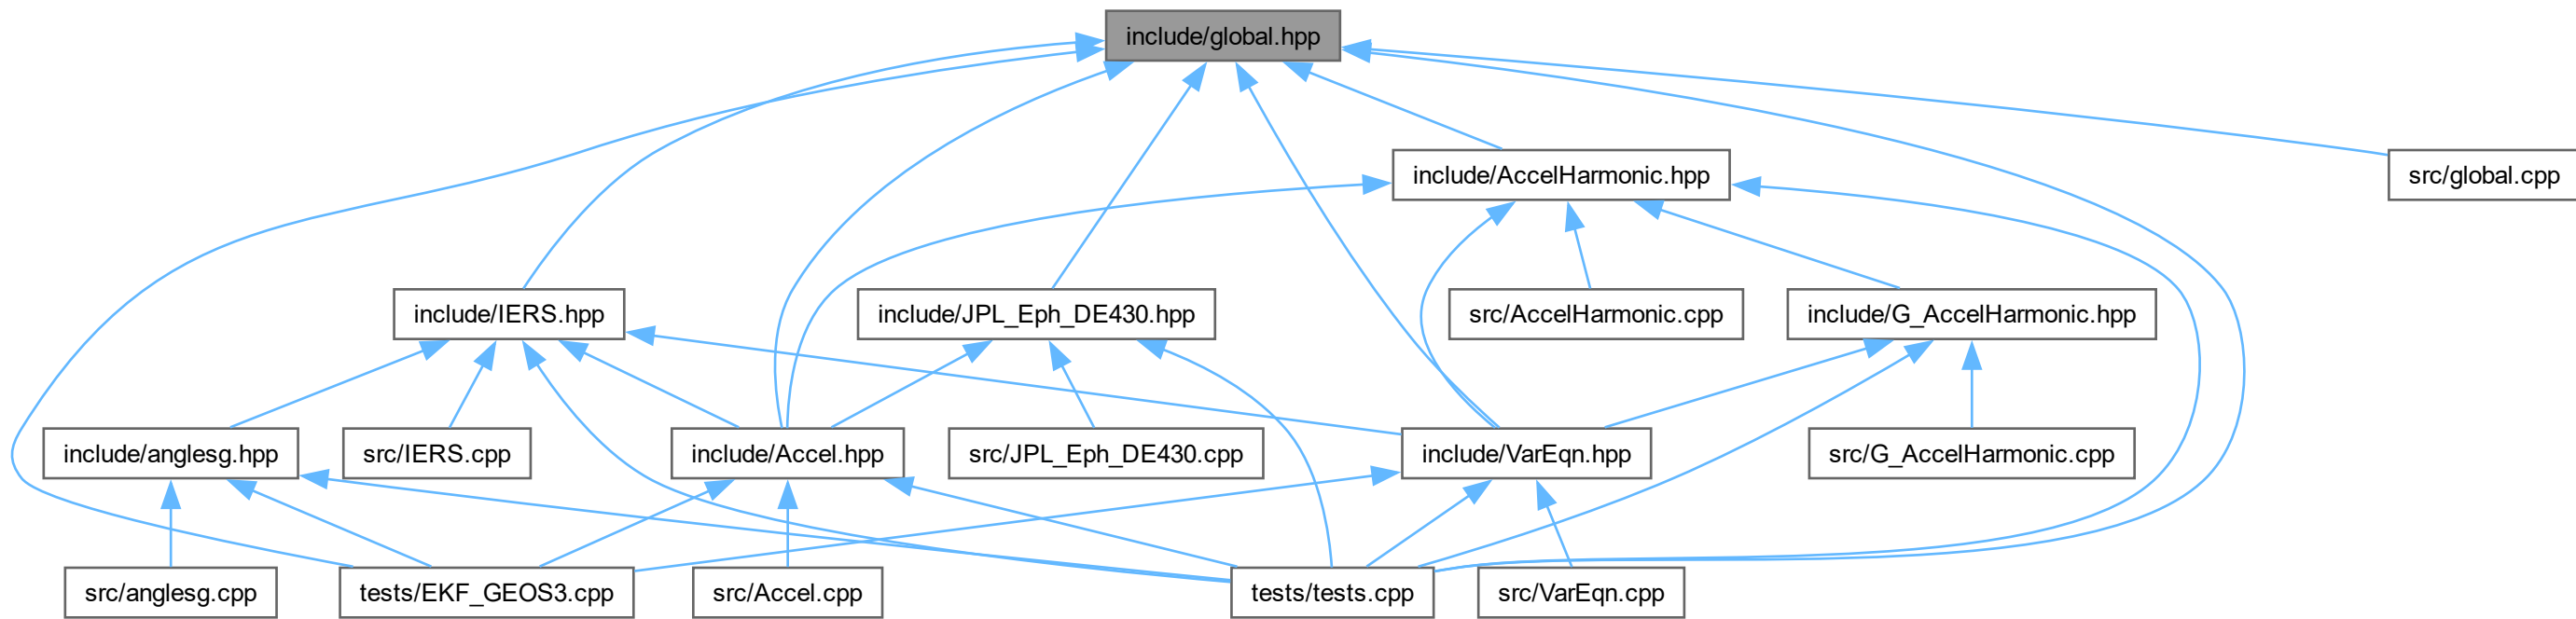 include/global.hpp
include/AccelHarmonic.hpp
src/global.cpp
include/IERS.hpp
include/JPL_Eph_DE430.hpp
src/AccelHarmonic.cpp
include/G_AccelHarmonic.hpp
include/anglesg.hpp
src/IERS.cpp
include/Accel.hpp
src/JPL_Eph_DE430.cpp
include/VarEqn.hpp
src/G_AccelHarmonic.cpp
src/anglesg.cpp
tests/EKF_GEOS3.cpp
src/Accel.cpp
tests/tests.cpp
src/VarEqn.cpp